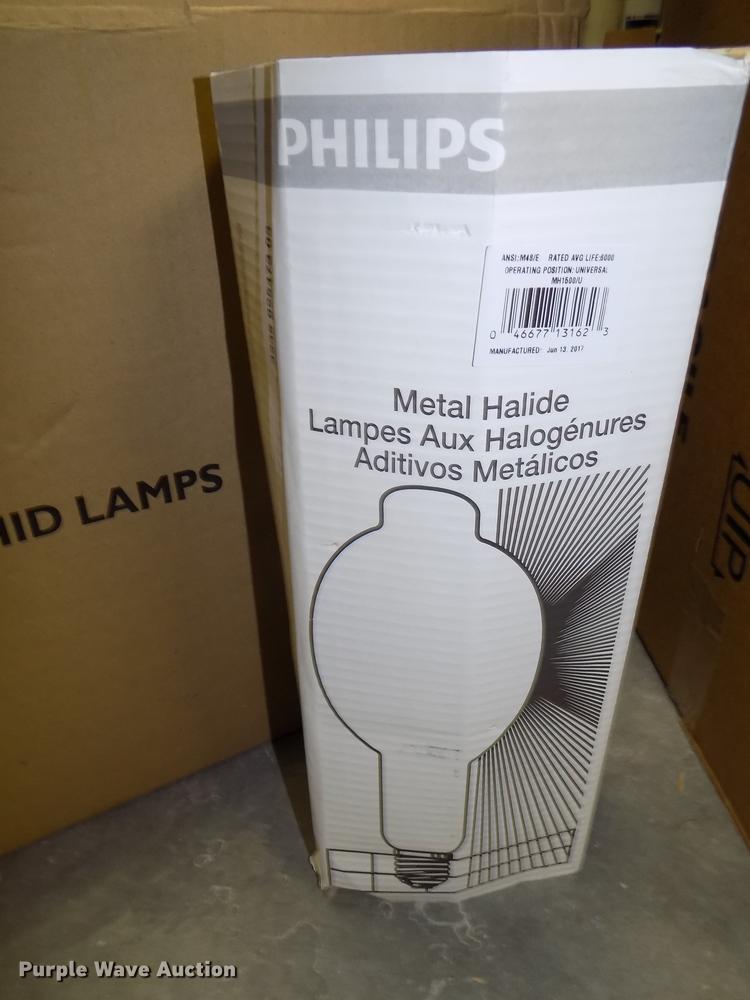 PHILIPS
ANSI:M48/E RATED AVG LIFE:6000
OPERATING POSITION: UNIVERSAL
MH1500/U
0 46677 13162 3
MANUFACTURED: Jun 13, 2017
Metal Halide
Lampes Aux Halogénures
Aditivos Metálicos
HID LAMPS
Purple Wave Auction